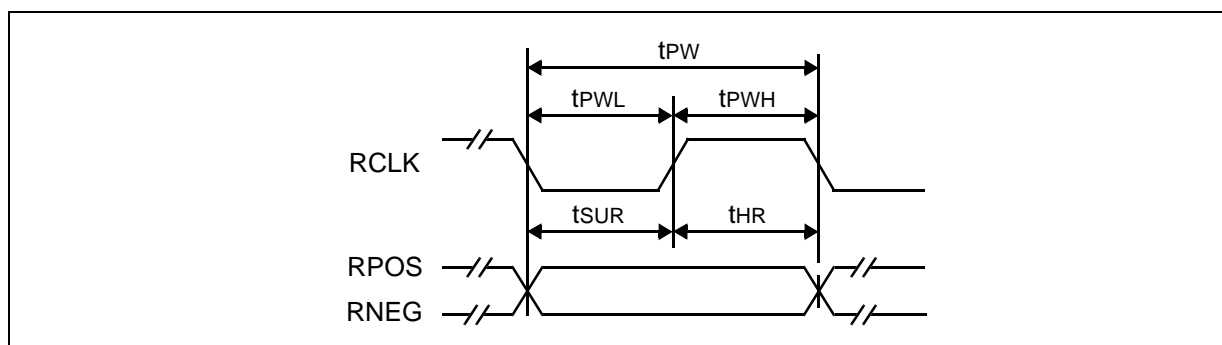 tPW
tPWL tPWH
RCLK
tSUR tHR
RPOS
RNEG